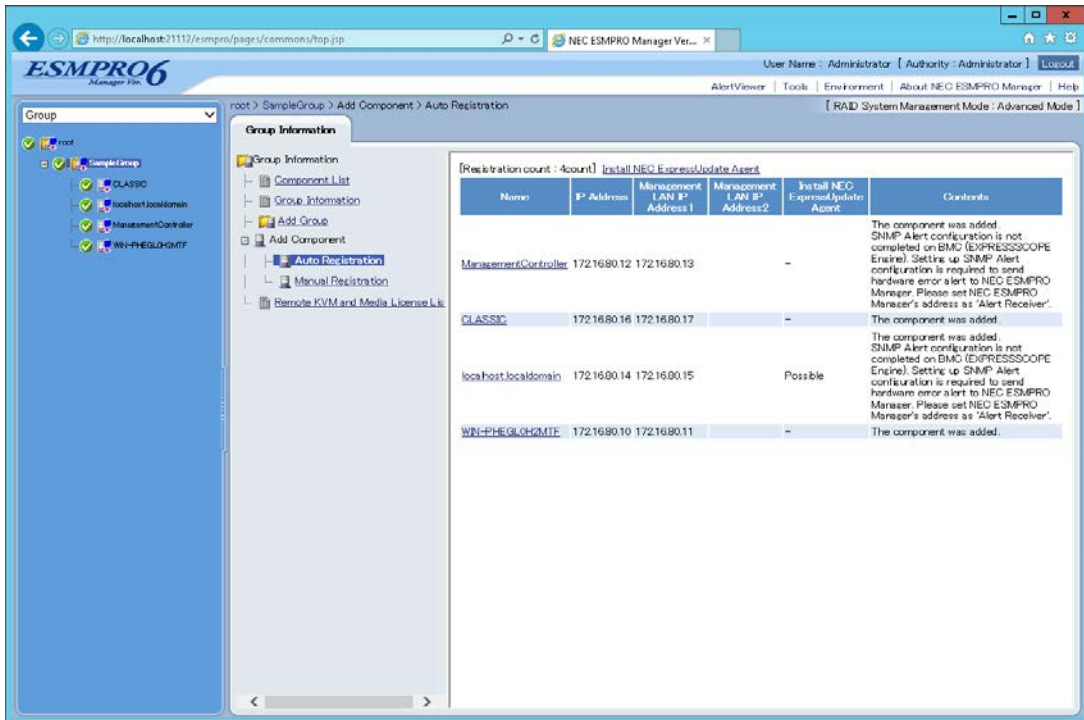 http://localhost:21112/esmpro/pages/commons/top.jsp
NEC ESMPRO Manager Ver...
ESMPRO6
Manager Ver.
User Name : Administrator [ Authority : Administrator ] Logout
AlertViewer | Tools | Environment | About NEC ESMPRO Manager | Help
Group
root > SampleGroup > Add Component > Auto Registration
[ RAID System Management Mode : Advanced Mode ]
root
SampleGroup
CLASSIC
localhost.localdomain
ManagementController
WIN-PHEGL0H2MTF
Group Information
Group Information
Component List
Group Information
Add Group
Add Component
Auto Registration
Manual Registration
Remote KVM and Media License Lis
[Registration count : 4count] Install NEC ExpressUpdate Agent
Name | IP Address | Management LAN IP Address1 | Management LAN IP Address2 | Install NEC ExpressUpdate Agent | Contents
ManagementController 172.16.80.12 172.16.80.13 -
The component was added.
SNMP Alert configuration is not
completed on BMC (EXPRESSSCOPE
Engine). Setting up SNMP Alert
configuration is required to send
hardware error alert to NEC ESMPRO
Manager. Please set NEC ESMPRO
Manager's address as 'Alert Receiver'.
CLASSIC 172.16.80.16 172.16.80.17 - The component was added.
localhost.localdomain 172.16.80.14 172.16.80.15 Possible
The component was added.
SNMP Alert configuration is not
completed on BMC (EXPRESSSCOPE
Engine). Setting up SNMP Alert
configuration is required to send
hardware error alert to NEC ESMPRO
Manager. Please set NEC ESMPRO
Manager's address as 'Alert Receiver'.
WIN-PHEGL0H2MTF 172.16.80.10 172.16.80.11 - The component was added.